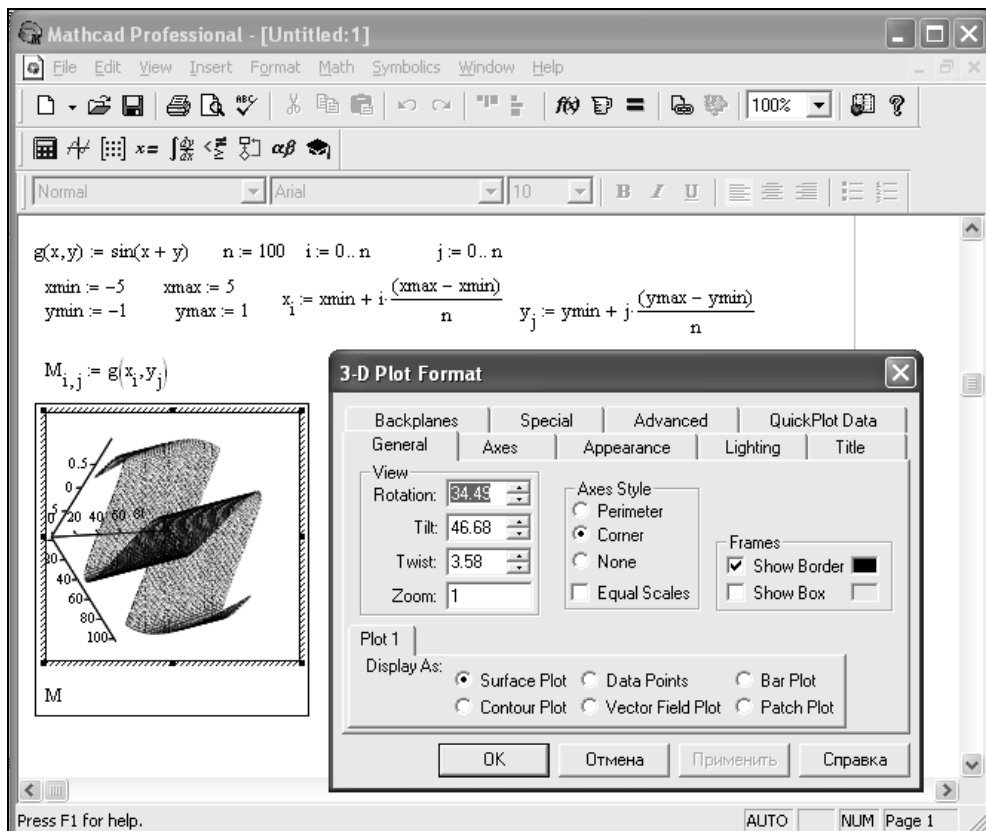 Mathcad Professional - [Untitled:1]
File Edit View Insert Format Math Symbolics Window Help
ABC f(x) 100% ?
x= ∫ dy/dx <≥ αβ
Normal Arial 10 B I U
g(x,y) := sin(x + y) n := 100 i := 0.. n j := 0.. n
xmin := -5 xmax := 5 x_i := xmin + i·(xmax − xmin)/n
ymin := -1 ymax := 1 y_j := ymin + j·(ymax − ymin)/n
M_i,j := g(x_i,y_j)
0.5
0
0 20 40 60 80
20
40
60
80
100
M
3-D Plot Format
Backplanes Special Advanced QuickPlot Data
General Axes Appearance Lighting Title
View
Rotation: 34.49
Tilt: 46.68
Twist: 3.58
Zoom: 1
Axes Style
Perimeter
Corner
None
Equal Scales
Frames
Show Border
Show Box
Plot 1
Display As:
Surface Plot Data Points Bar Plot
Contour Plot Vector Field Plot Patch Plot
OK Отмена Применить Справка
Press F1 for help. AUTO NUM Page 1